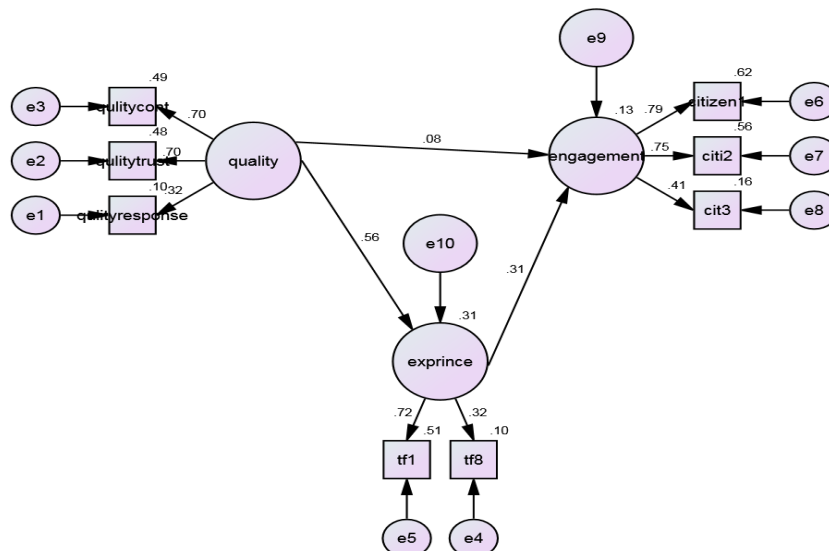 e9
.49
e3
qulitycont
.70
.48
e2
qulitytrust
.70
.10
.32
e1
qulityresponse
quality
.08
.13
engagement
.79
.62
citizen1
e6
.56
.75
citi2
e7
.16
.41
cit3
e8
.56
e10
.31
.31
exprince
.72
.32
.51
.10
tf1
tf8
e5
e4